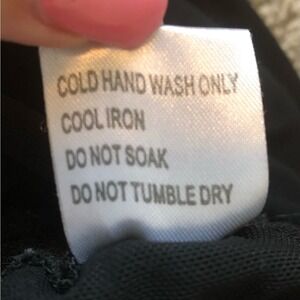 COLD HAND WASH ONLY
COOL IRON
DO NOT SOAK
DO NOT TUMBLE DRY